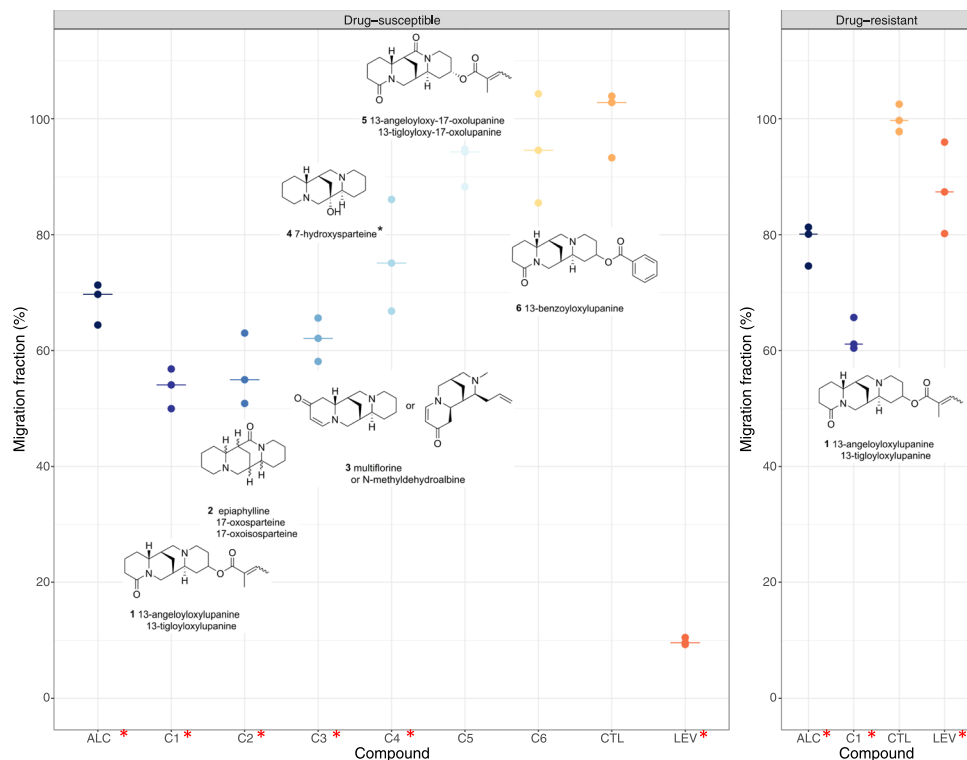 Drug−susceptible
Drug−resistant
Migration fraction (%)
100
80
60
40
20
0
5 13-angeloyloxy-17-oxolupanine
13-tigloyloxy-17-oxolupanine
4 7-hydroxysparteine*
6 13-benzoyloxylupanine
or
3 multiflorine
or N-methyldehydroalbine
2 epiaphylline
17-oxosparteine
17-oxoisosparteine
1 13-angeloyloxylupanine
13-tigloyloxylupanine
ALC * C1 * C2 * C3 * C4 * C5 C6 CTL LEV *
Compound
Migration fraction (%)
100
80
60
40
20
0
1 13-angeloyloxylupanine
13-tigloyloxylupanine
ALC * C1 * CTL LEV *
Compound